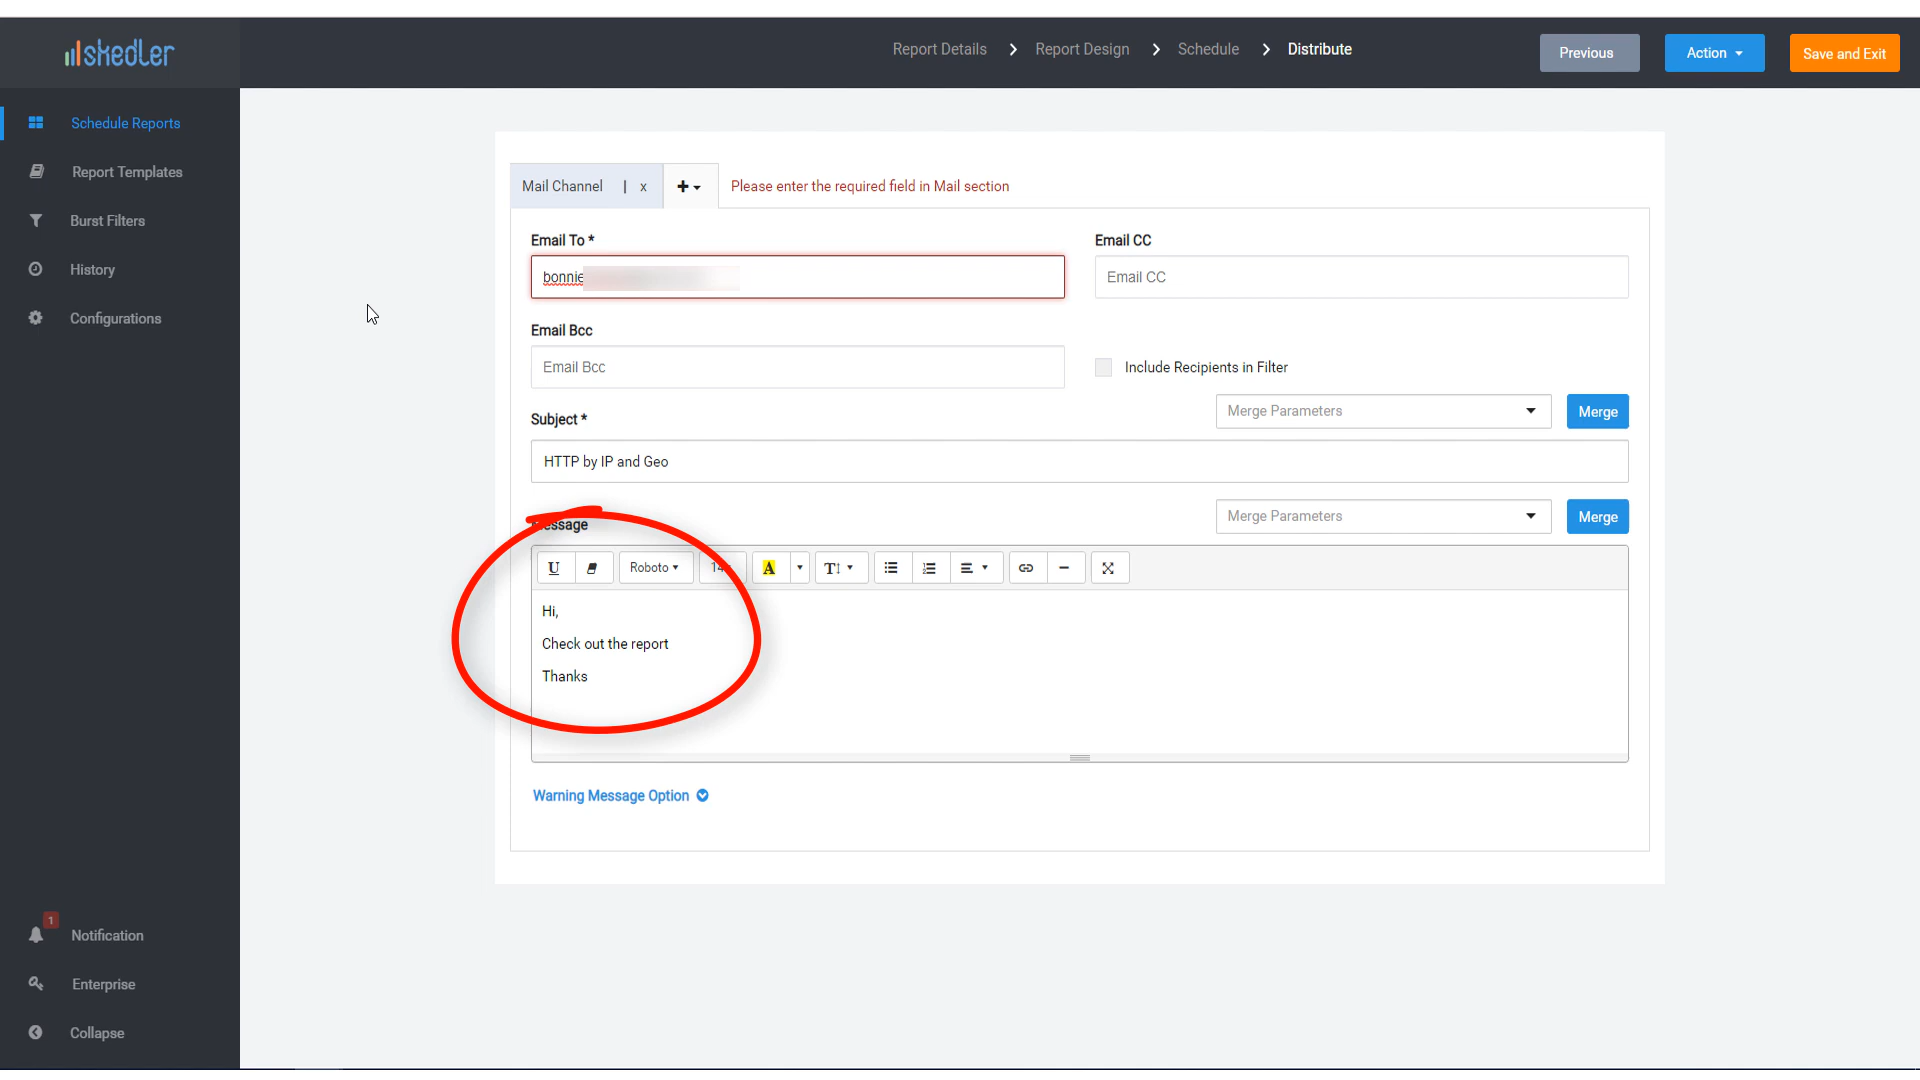 skedler
Report Details > Report Design > Schedule > Distribute
Previous
Action
Save and Exit
Schedule Reports
Report Templates
Burst Filters
History
Configurations
Mail Channel | x
Please enter the required field in Mail section
Email To *
bonnie
Email CC
Email CC
Email Bcc
Email Bcc
Include Recipients in Filter
Subject *
Merge Parameters
Merge
HTTP by IP and Geo
Message
Merge Parameters
Merge
U
Roboto
14
A
T
Hi,
Check out the report
Thanks
Warning Message Option
1
Notification
Enterprise
Collapse